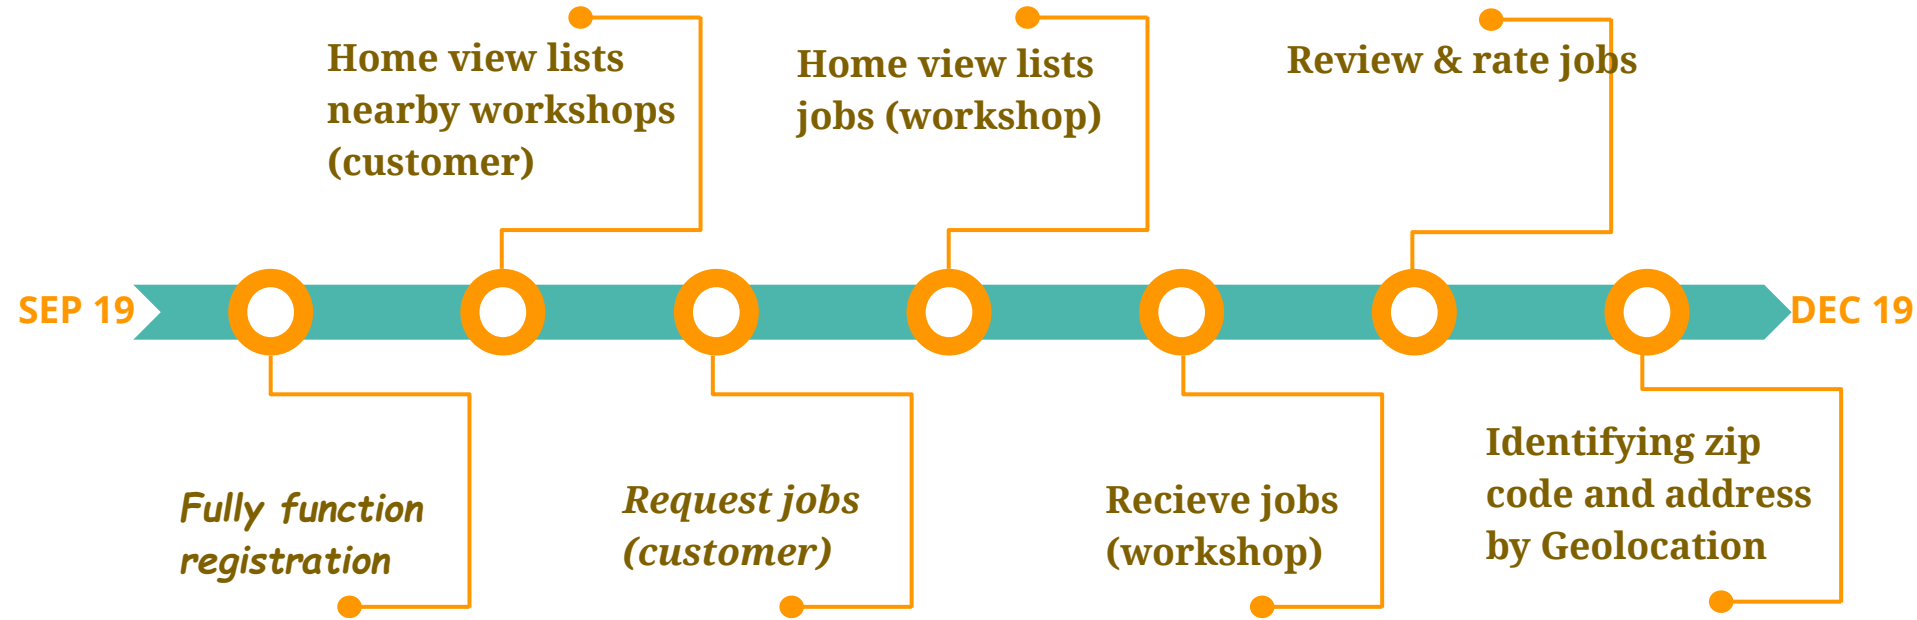 Home view lists
nearby workshops
(customer)
Home view lists
jobs (workshop)
Review & rate jobs
SEP 19
DEC 19
Fully function
registration
Request jobs
(customer)
Recieve jobs
(workshop)
Identifying zip
code and address
by Geolocation